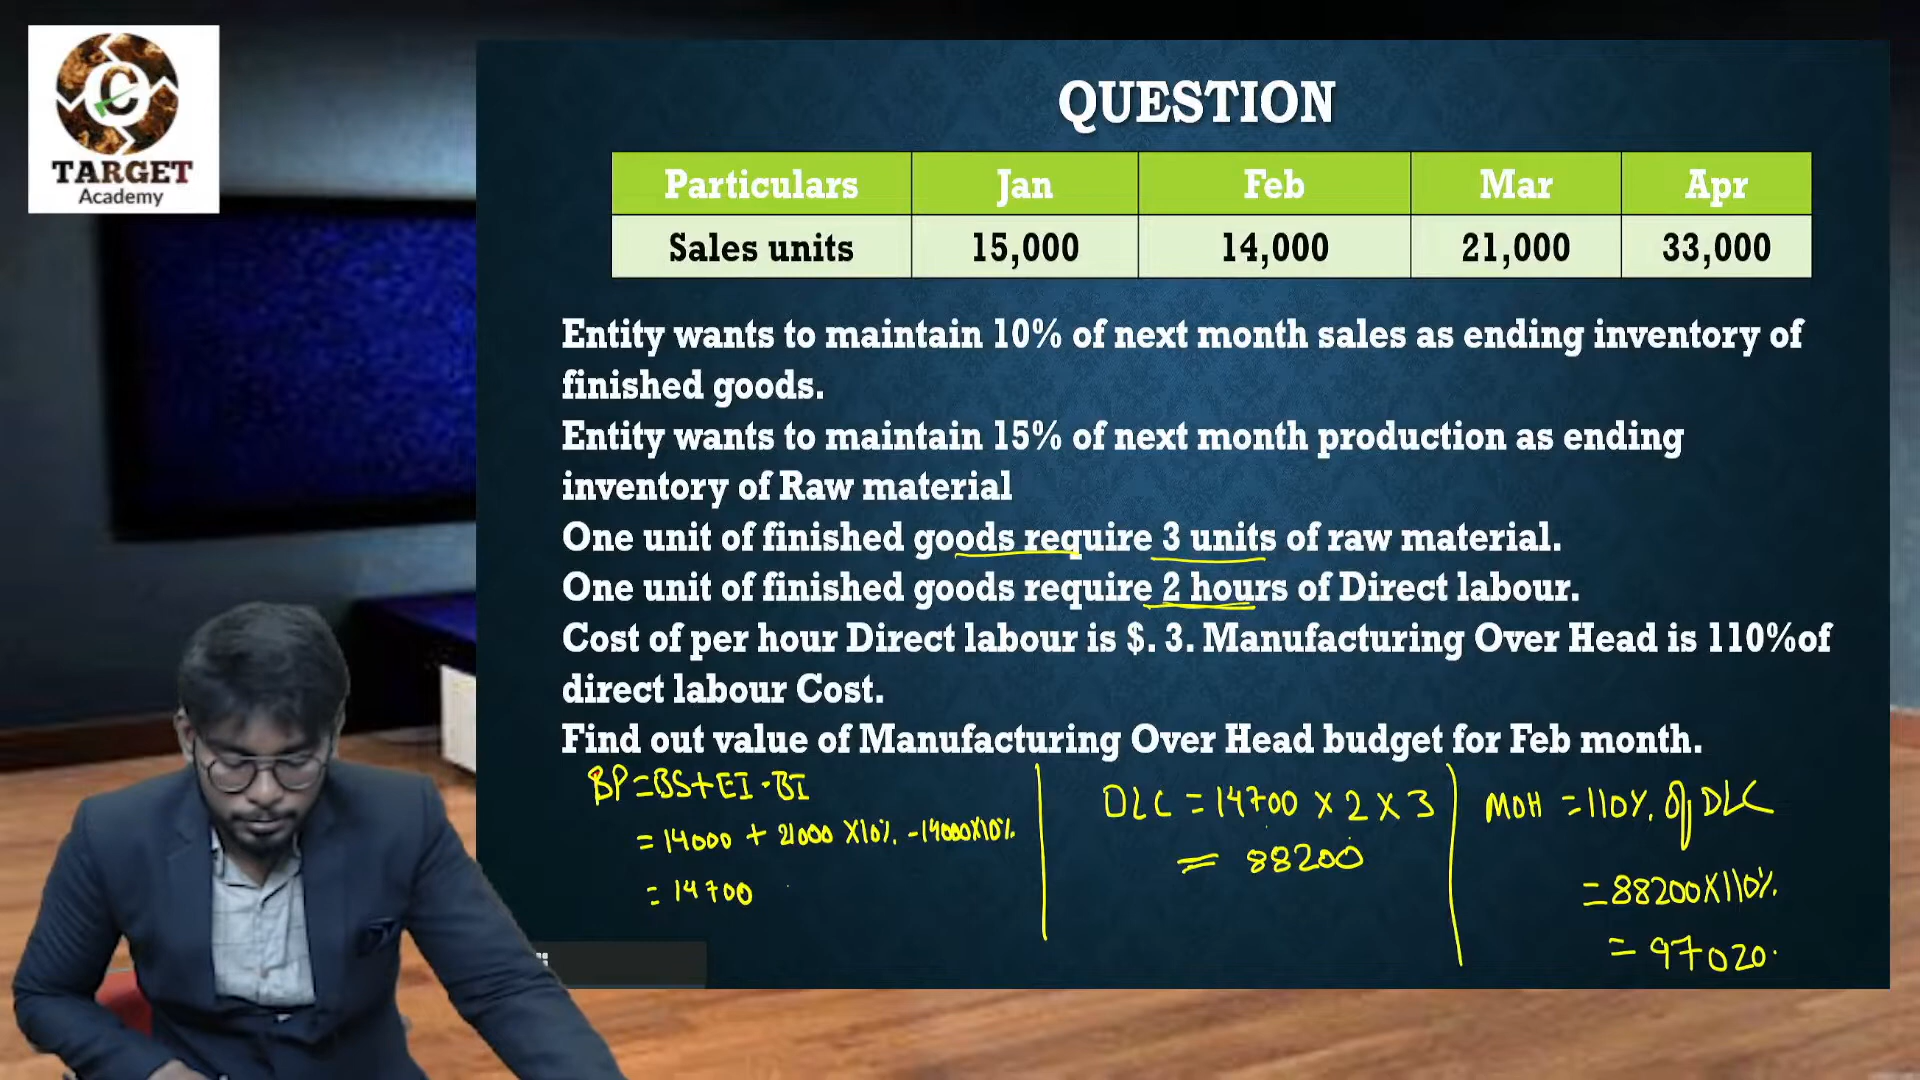 TARGET
Academy
QUESTION
Particulars Jan Feb Mar Apr
Sales units 15,000 14,000 21,000 33,000
Entity wants to maintain 10% of next month sales as ending inventory of
finished goods.
Entity wants to maintain 15% of next month production as ending
inventory of Raw material
One unit of finished goods require 3 units of raw material.
One unit of finished goods require 2 hours of Direct labour.
Cost of per hour Direct labour is $. 3. Manufacturing Over Head is 110%of
direct labour Cost.
Find out value of Manufacturing Over Head budget for Feb month.
BP=BS+EI-BI
=14000 + 21000 X10%. -14000X10%.
=14700
DLC = 14700 X 2 X 3
= 88200
MOH =110%. of DLC
=88200X110%.
= 97020.